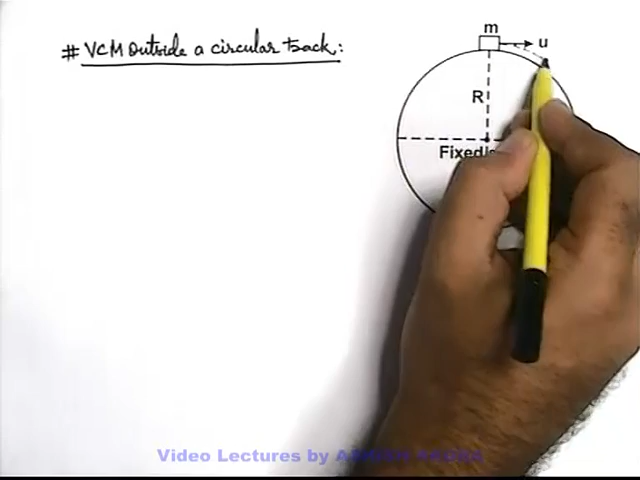 # VCM Outside a circular track:
m
u
R
Fixed
Video Lectures by